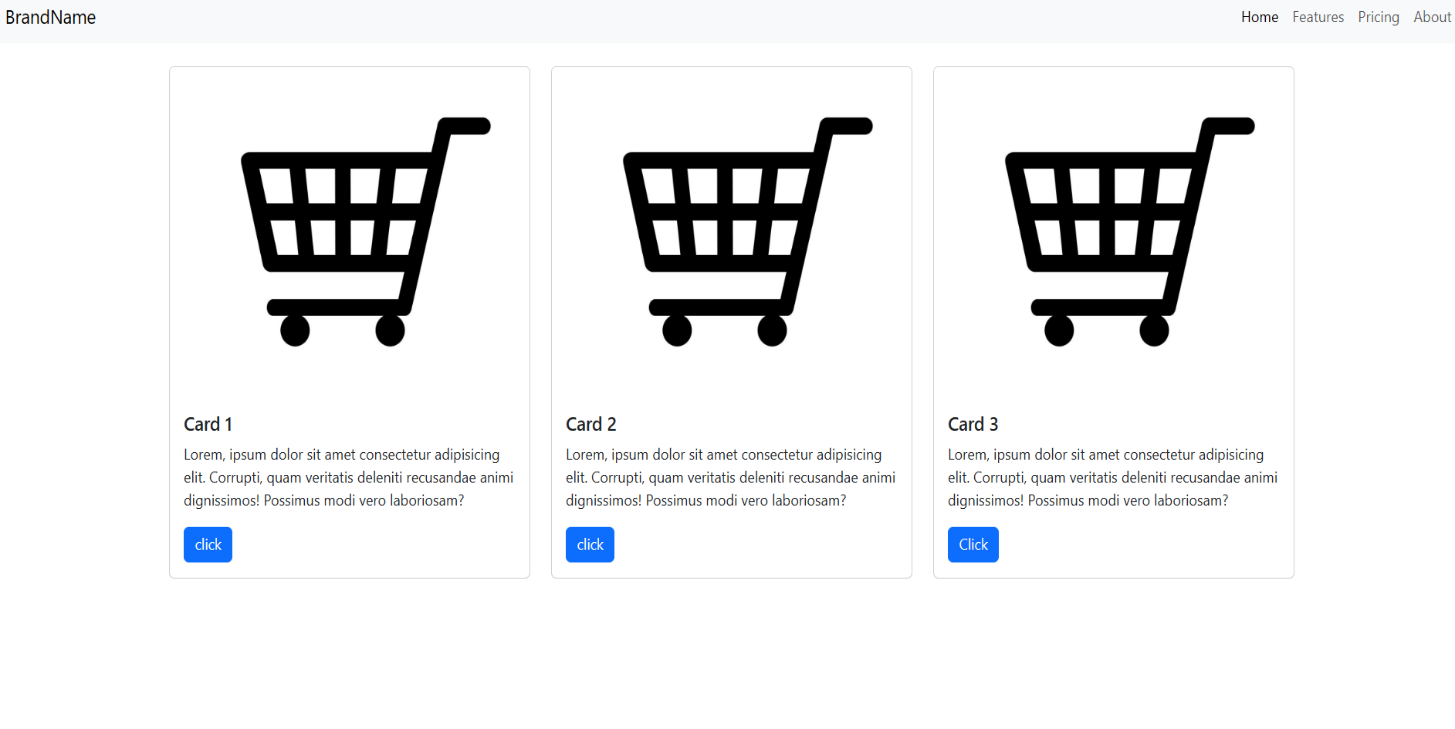 BrandName
Home Features Pricing About
Card 1
Lorem, ipsum dolor sit amet consectetur adipisicing
elit. Corrupti, quam veritatis deleniti recusandae animi
dignissimos! Possimus modi vero laboriosam?
click
Card 2
Lorem, ipsum dolor sit amet consectetur adipisicing
elit. Corrupti, quam veritatis deleniti recusandae animi
dignissimos! Possimus modi vero laboriosam?
click
Card 3
Lorem, ipsum dolor sit amet consectetur adipisicing
elit. Corrupti, quam veritatis deleniti recusandae animi
dignissimos! Possimus modi vero laboriosam?
Click